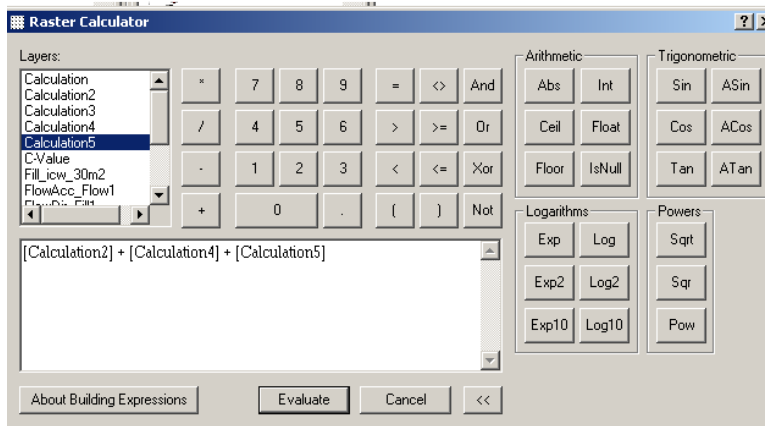 Raster Calculator
Layers:
Calculation
Calculation2
Calculation3
Calculation4
Calculation5
C-Value
Fill_icw_30m2
FlowAcc_Flow1
* 7 8 9 = <> And
/ 4 5 6 > >= Or
- 1 2 3 < <= Xor
+ 0 . ( ) Not
Arithmetic
Abs Int
Ceil Float
Floor IsNull
Trigonometric
Sin ASin
Cos ACos
Tan ATan
Logarithms
Exp Log
Exp2 Log2
Exp10 Log10
Powers
Sqrt
Sqr
Pow
[Calculation2] + [Calculation4] + [Calculation5]
About Building Expressions Evaluate Cancel <<